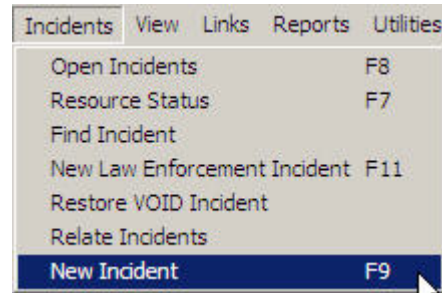 Incidents View Links Reports Utilities
Open Incidents F8
Resource Status F7
Find Incident
New Law Enforcement Incident F11
Restore VOID Incident
Relate Incidents
New Incident F9